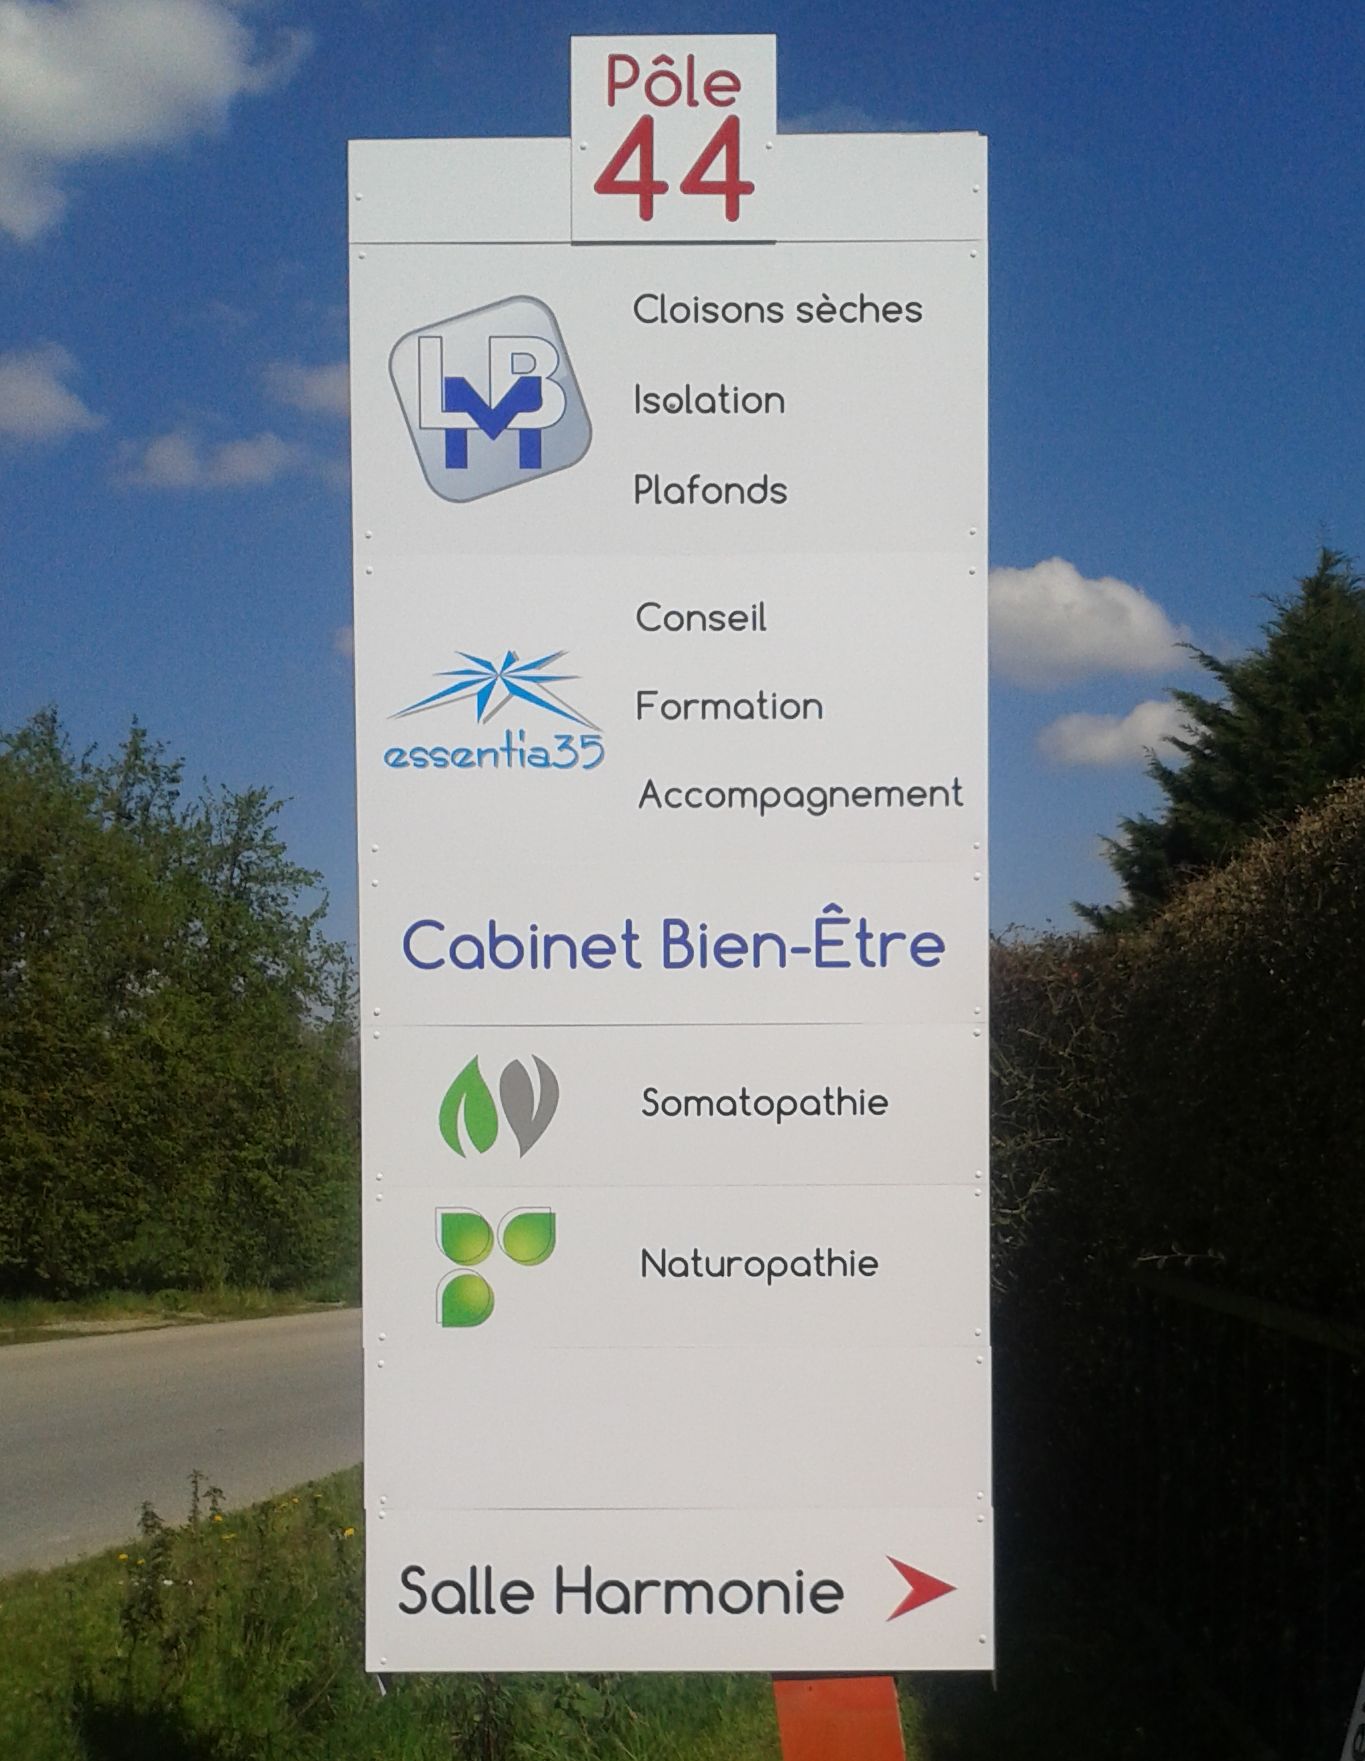 Pôle
44
LMB
Cloisons sèches
Isolation
Plafonds
essentia35
Conseil
Formation
Accompagnement
Cabinet Bien-Être
Somatopathie
Naturopathie
Salle Harmonie